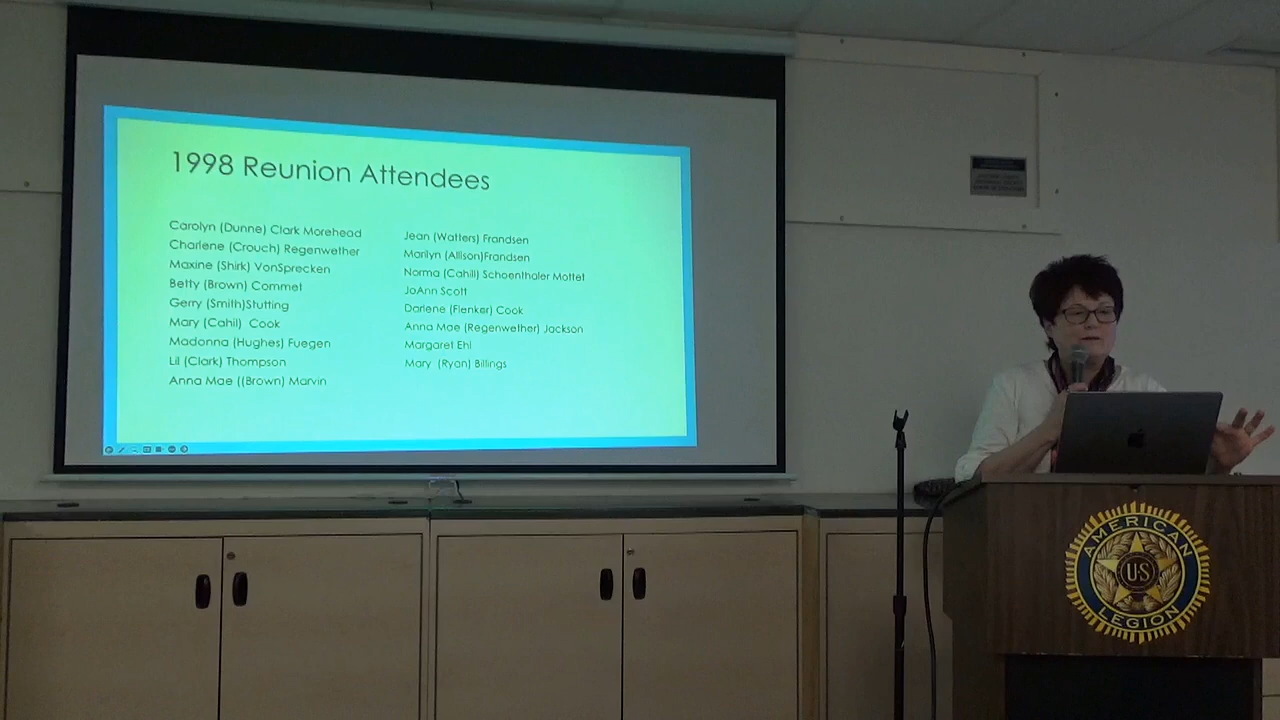 1998 Reunion Attendees
Carolyn (Dunne) Clark Morehead
Charlene (Crouch) Regenwether
Maxine (Shirk) VonSprecken
Betty (Brown) Commet
Gerry (Smith)Stutting
Mary (Cahil) Cook
Madonna (Hughes) Fuegen
Lil (Clark) Thompson
Anna Mae ((Brown) Marvin
Jean (Watters) Frandsen
Marilyn (Allison)Frandsen
Norma (Cahill) Schoenthaler Mottet
JoAnn Scott
Darlene (Flenker) Cook
Anna Mae (Regenwether) Jackson
Margaret Ehl
Mary (Ryan) Billings
AMERICAN
US
LEGION